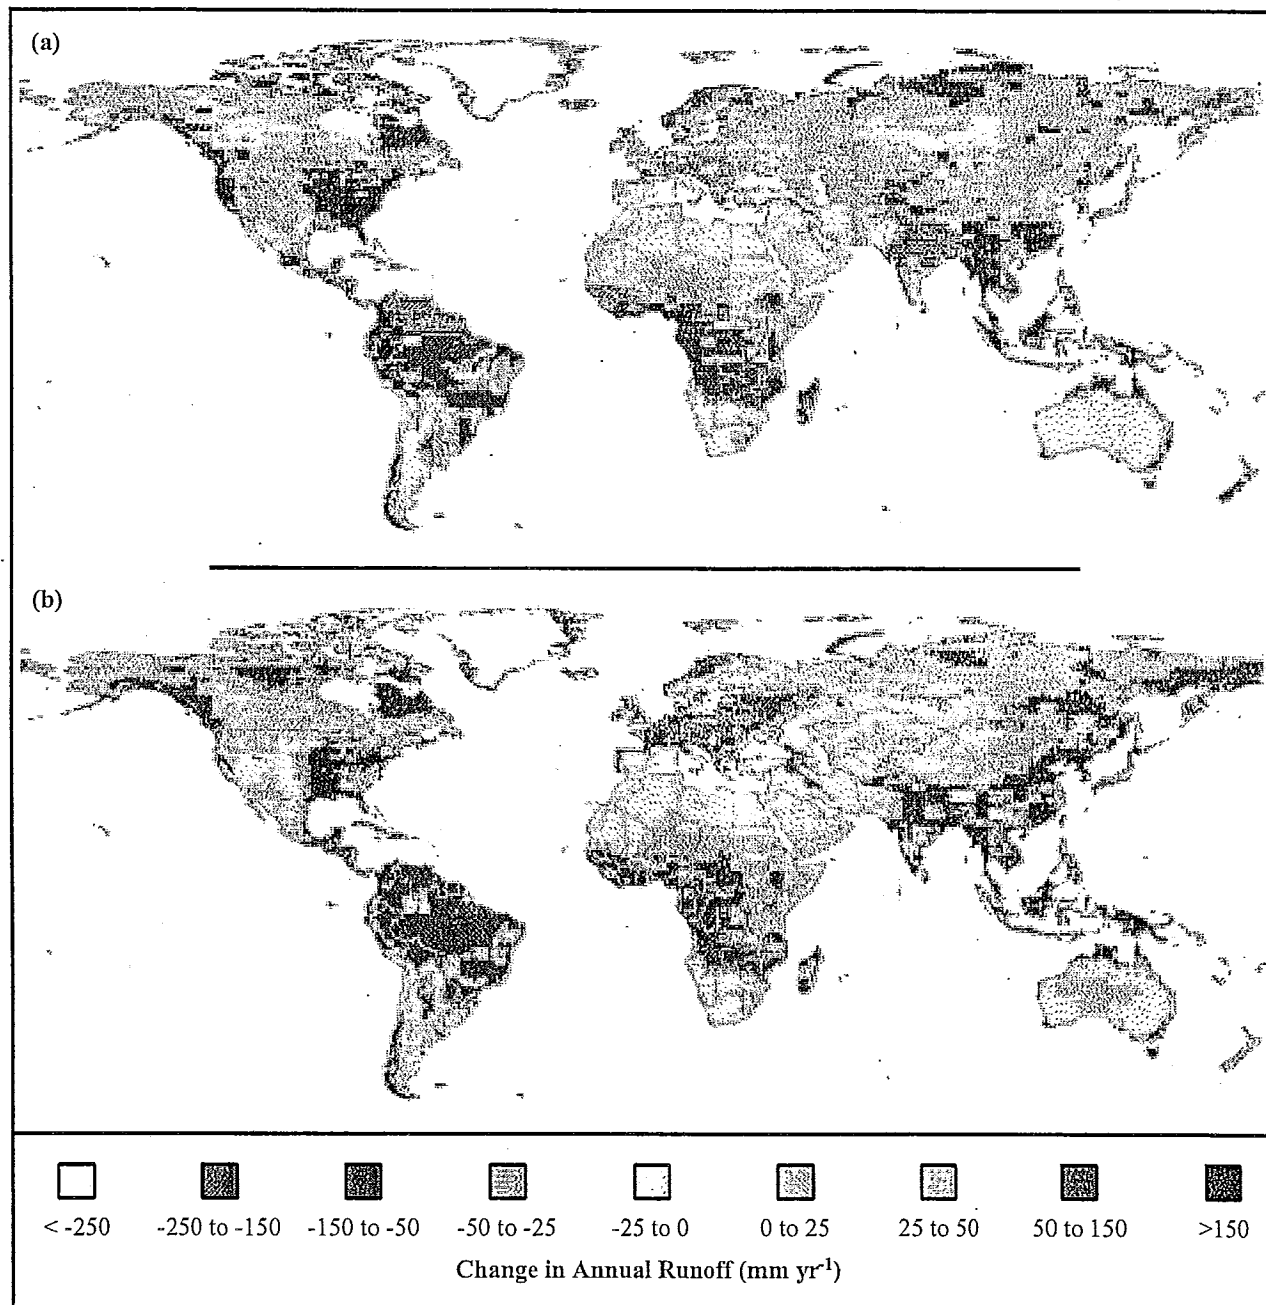 (a)
(b)
< -250 -250 to -150 -150 to -50 -50 to -25 -25 to 0 0 to 25 25 to 50 50 to 150 >150
Change in Annual Runoff (mm yr⁻¹)